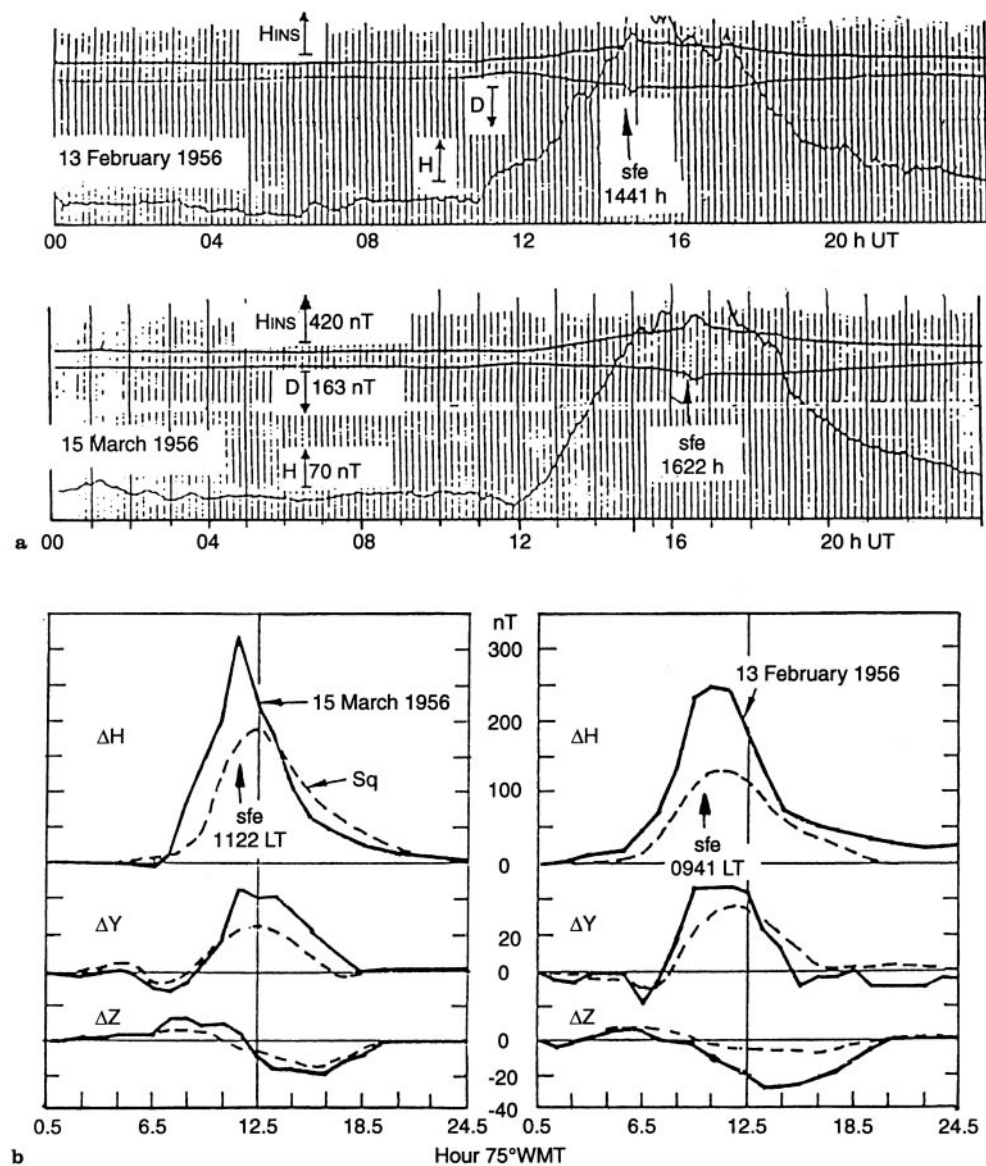 a
HINS
D
13 February 1956
H
sfe
1441 h
00 04 08 12 16 20 h UT
HINS 420 nT
D 163 nT
15 March 1956
H 70 nT
sfe
1622 h
00 04 08 12 16 20 h UT
nT
300
15 March 1956
13 February 1956
ΔH
200
ΔH
Sq
100
sfe
1122 LT
sfe
0941 LT
0
ΔY
20
ΔY
0
ΔZ
0
ΔZ
-20
-40
0.5 6.5 12.5 18.5 24.5
0.5 6.5 12.5 18.5 24.5
b
Hour 75°WMT